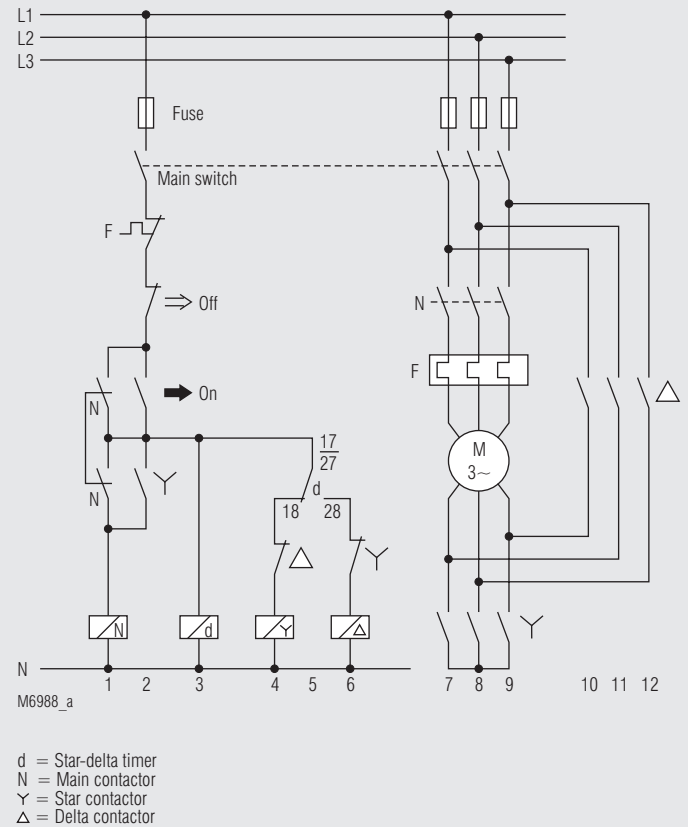 L1
L2
L3
Fuse
Main switch
F
Off
N
F
On
N
17
27
M
3~
d
N
18 28
N d Y Δ
N
1 2 3 4 5 6 7 8 9 10 11 12
M6988_a
d = Star-delta timer
N = Main contactor
Y = Star contactor
Δ = Delta contactor